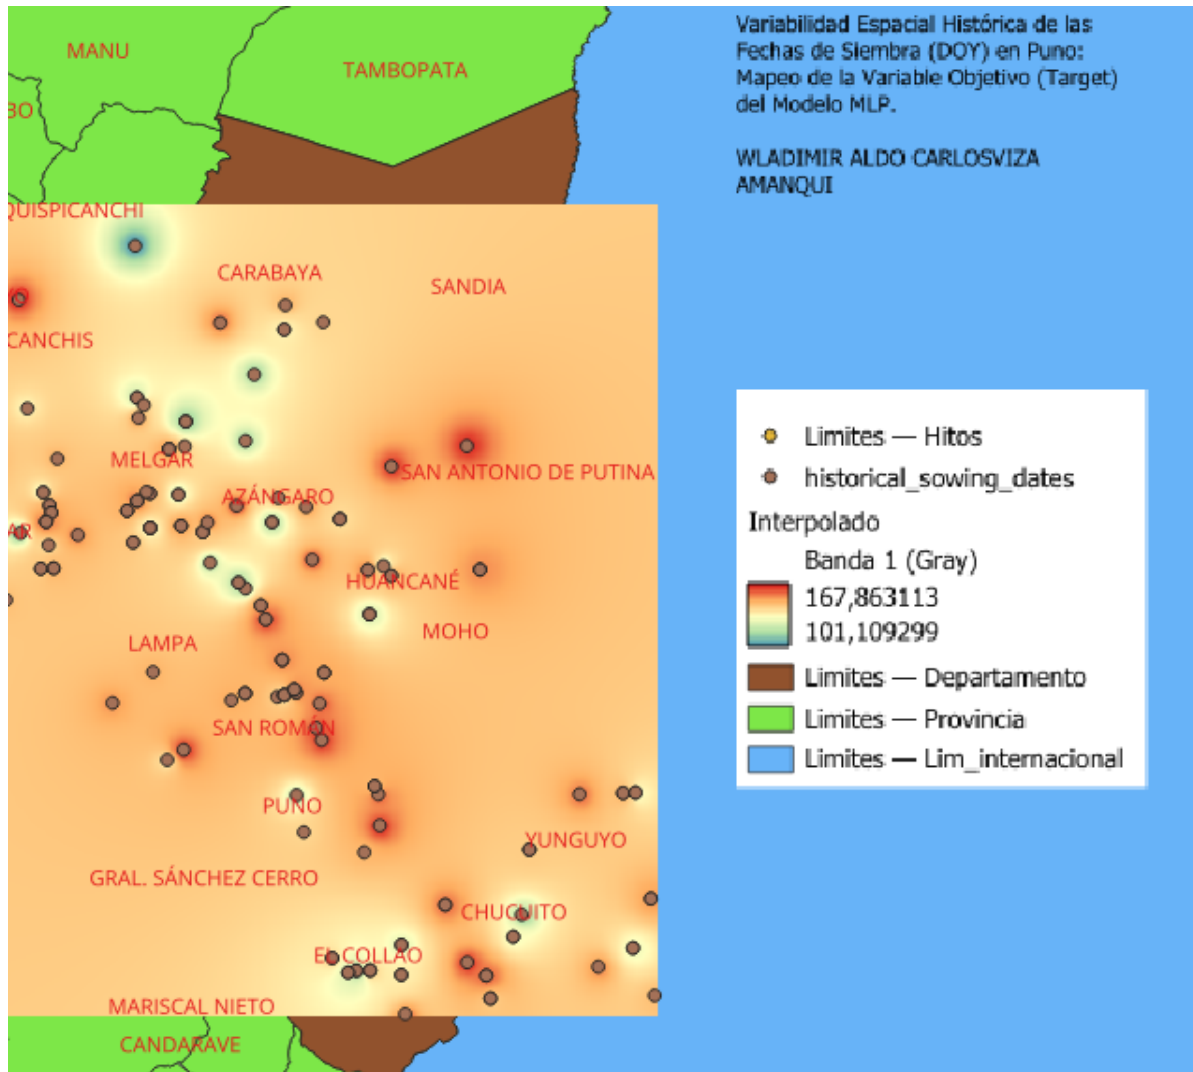 Variabilidad Espacial Histórica de las
Fechas de Siembra (DOY) en Puno:
Mapeo de la Variable Objetivo (Target)
del Modelo MLP.
WLADIMIR ALDO CARLOSVIZA
AMANQUI
MANU
TAMBOPATA
BO
QUISPICANCHI
CARABAYA
SANDIA
CANCHIS
MELGAR
SAN ANTONIO DE PUTINA
AZÁNGARO
AR
HUANCANÉ
MOHO
LAMPA
SAN ROMÁN
PUNO
YUNGUYO
GRAL. SÁNCHEZ CERRO
CHUCUITO
EL COLLAO
MARISCAL NIETO
CANDARAVE
Limites — Hitos
historical_sowing_dates
Interpolado
Banda 1 (Gray)
167,863113
101,109299
Limites — Departamento
Limites — Provincia
Limites — Lim_internacional